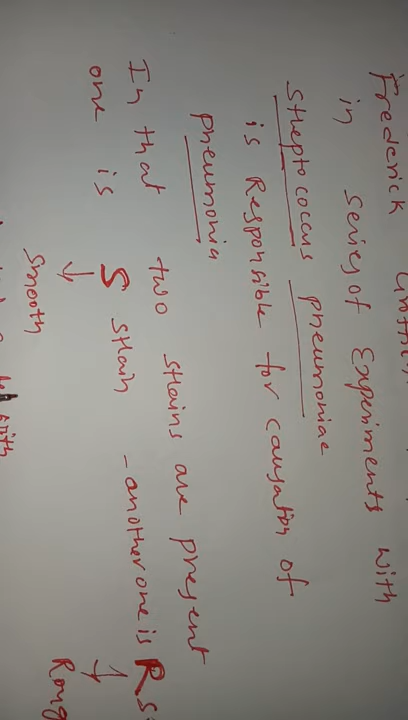 Frederick
in series of Experiments with
Streptococcus pneumoniae
is Responsible for causation of
pneumonia
In that two strains are present
one is S strain - another one is R
↓ ↓
Smooth